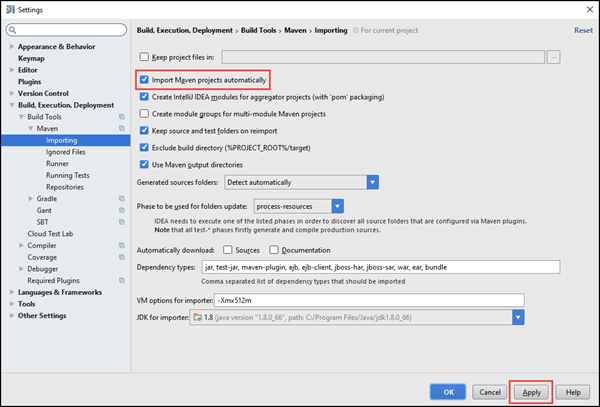 Settings
Build, Execution, Deployment › Build Tools › Maven › Importing
For current project
Reset
Appearance & Behavior
Keymap
Editor
Plugins
Version Control
Build, Execution, Deployment
Build Tools
Maven
Importing
Ignored Files
Runner
Running Tests
Repositories
Gradle
Gant
SBT
Cloud Test Lab
Compiler
Coverage
Debugger
Required Plugins
Languages & Frameworks
Tools
Other Settings
Keep project files in:
...
Import Maven projects automatically
Create IntelliJ IDEA modules for aggregator projects (with 'pom' packaging)
Create module groups for multi-module Maven projects
Keep source and test folders on reimport
Exclude build directory (%PROJECT_ROOT%/target)
Use Maven output directories
Generated sources folders: Detect automatically
Phase to be used for folders update: process-resources
IDEA needs to execute one of the listed phases in order to discover all source folders that are configured via Maven plugins.
Note that all test-* phases firstly generate and compile production sources.
Automatically download: Sources Documentation
Dependency types: jar, test-jar, maven-plugin, ejb, ejb-client, jboss-har, jboss-sar, war, ear, bundle
Comma separated list of dependency types that should be imported
VM options for importer: -Xmx512m
JDK for importer: 1.8 (java version "1.8.0_66", path: C:/Program Files/Java/jdk1.8.0_66)
OK Cancel Apply Help